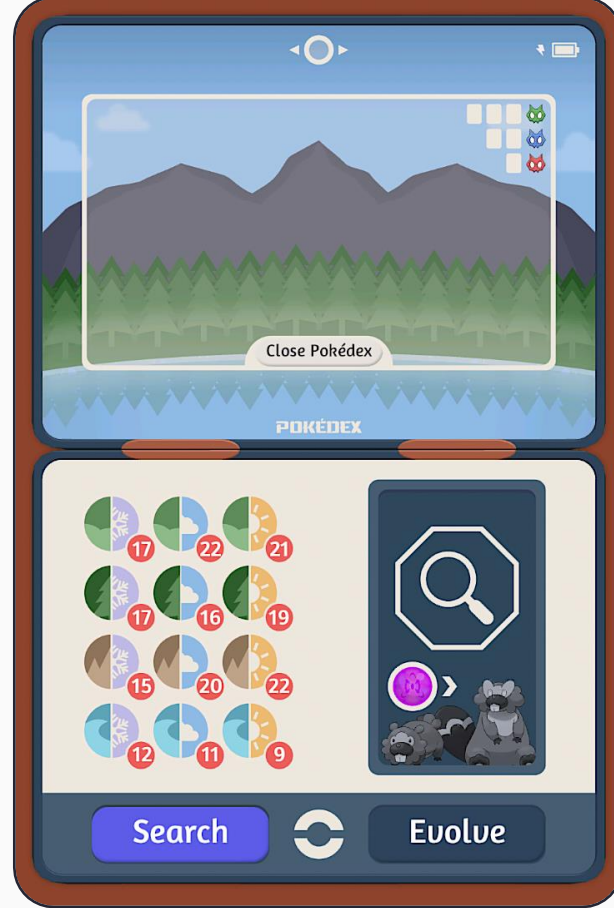 Close Pokédex
POKÉDEX
17 22 21
17 16 19
15 20 22
12 11 9
Search Evolve